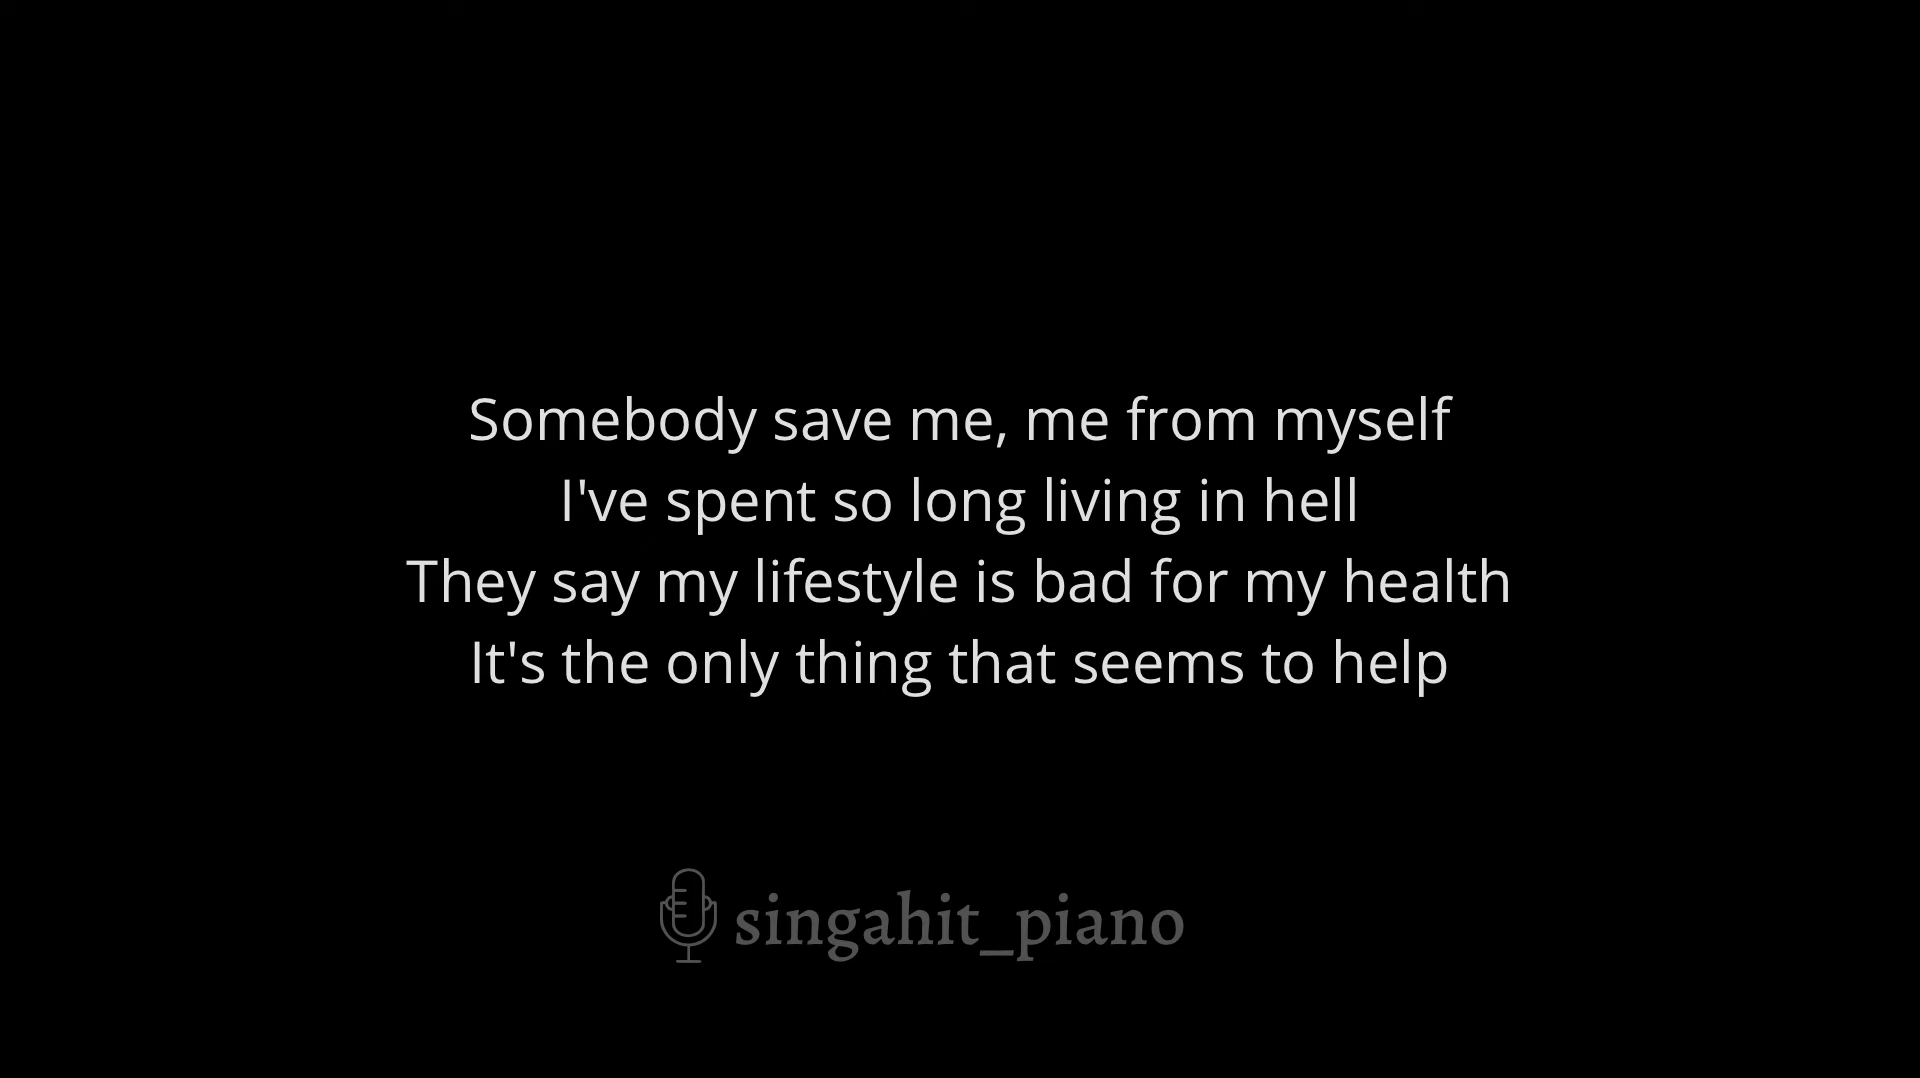 Somebody save me, me from myself
I've spent so long living in hell
They say my lifestyle is bad for my health
It's the only thing that seems to help
singahit_piano